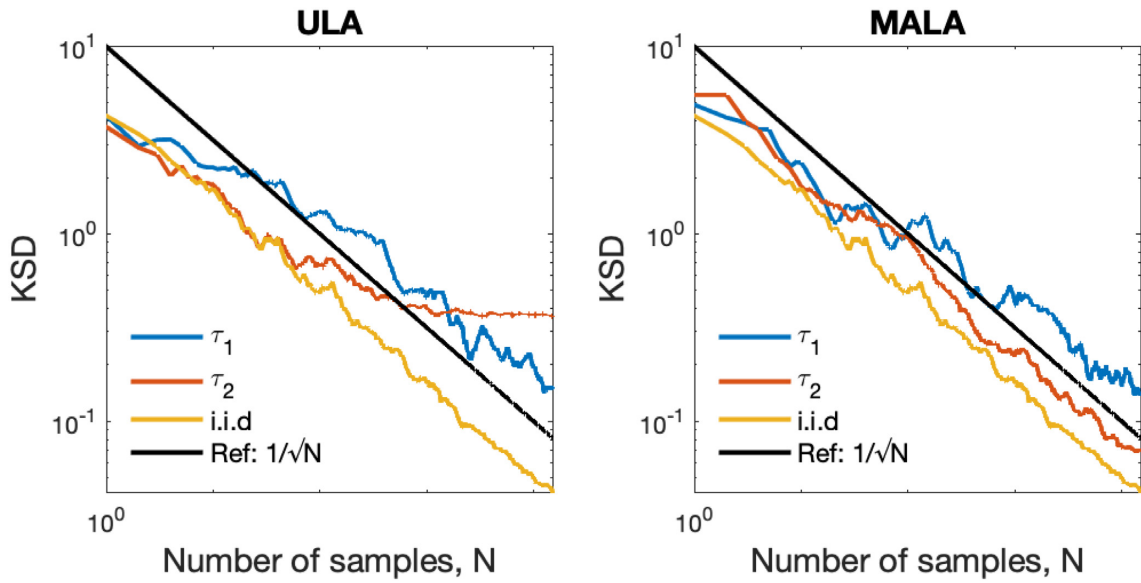 ULA
10¹
10⁰
10⁻¹
KSD
τ₁
τ₂
i.i.d
Ref: 1/√N
10⁰
Number of samples, N
MALA
10¹
10⁰
10⁻¹
KSD
τ₁
τ₂
i.i.d
Ref: 1/√N
10⁰
Number of samples, N